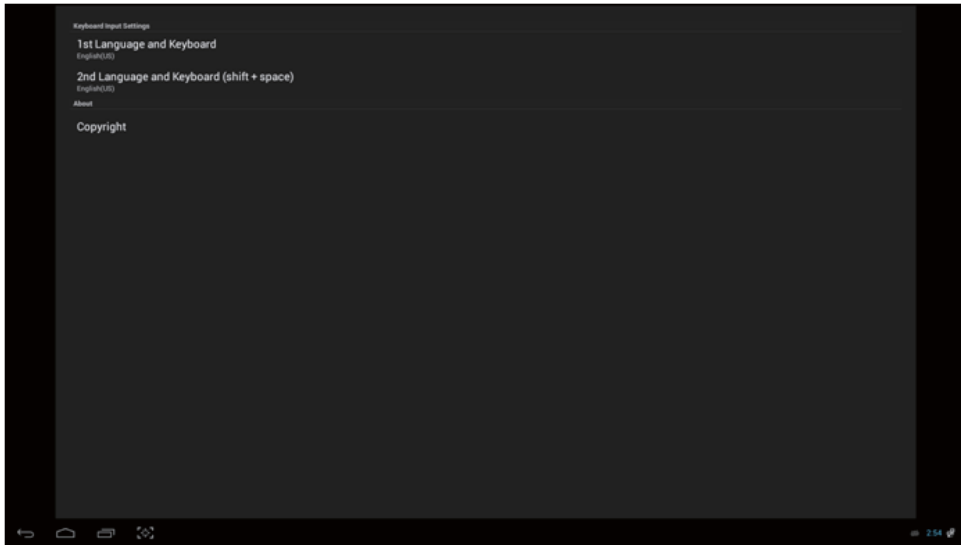 Keyboard Input Settings
1st Language and Keyboard
English(US)
2nd Language and Keyboard (shift + space)
English(US)
About
Copyright
2:54